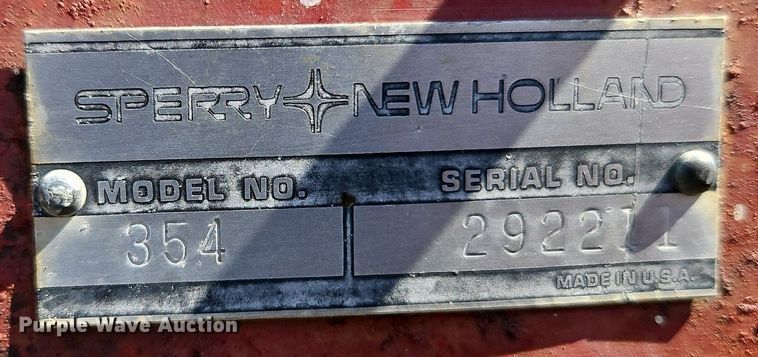 SPERRY NEW HOLLAND
MODEL NO. SERIAL NO.
354 292211
MADE IN U.S.A.
Purple Wave Auction